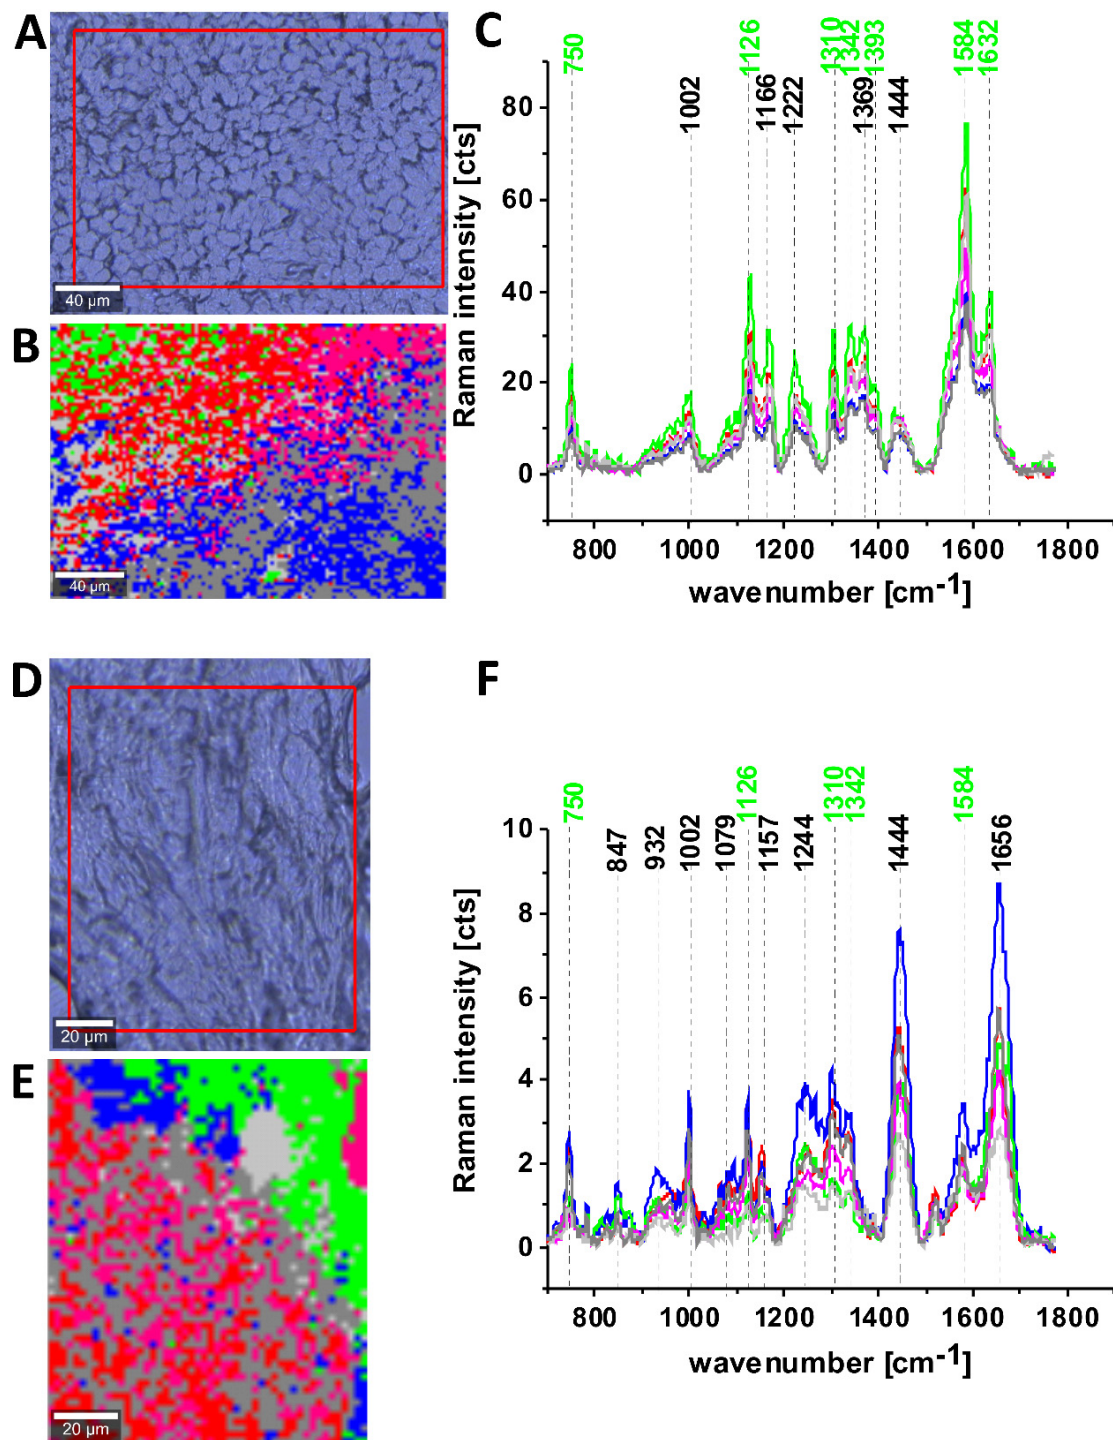 A
40 µm
B
40 µm
C
750
1002
1126
1166
1222
1310
1342
1369
1393
1444
1584
1632
Raman intensity [cts]
80
60
40
20
0
800 1000 1200 1400 1600 1800
wavenumber [cm-1]
D
20 µm
E
20 µm
F
750
847
932
1002
1079
1126
1157
1244
1310
1342
1444
1584
1656
Raman intensity [cts]
10
8
6
4
2
0
800 1000 1200 1400 1600 1800
wavenumber [cm-1]